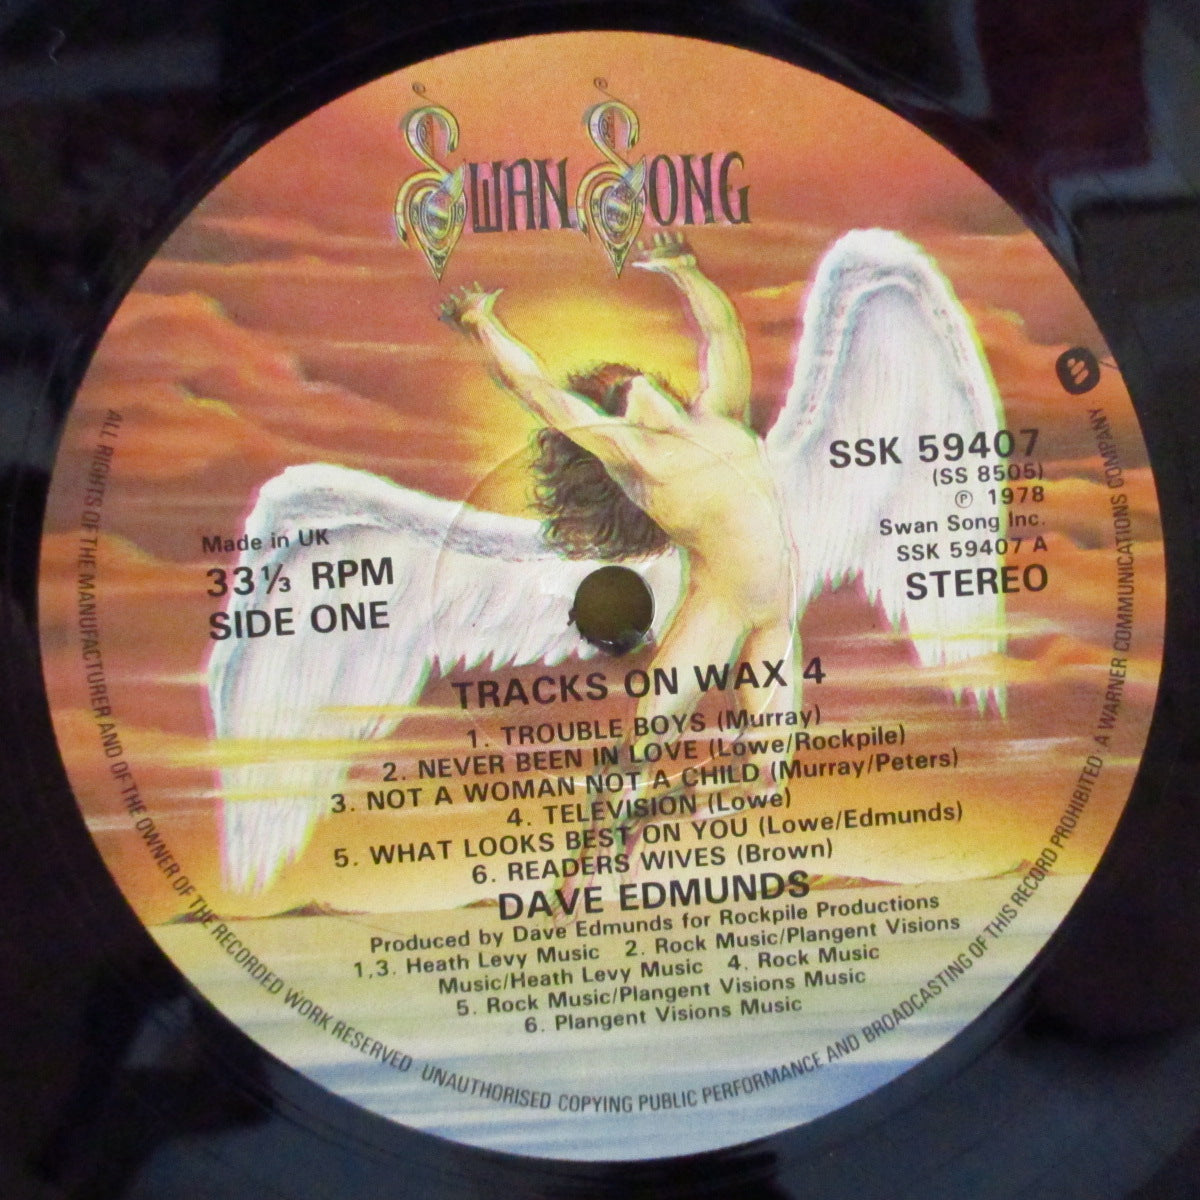 SWAN SONG
SSK 59407
(SS 8505)
Ⓟ 1978
Swan Song Inc.
SSK 59407 A
STEREO
Made in UK
33⅓ RPM
SIDE ONE
TRACKS ON WAX 4
1. TROUBLE BOYS (Murray)
2. NEVER BEEN IN LOVE (Lowe/Rockpile)
3. NOT A WOMAN NOT A CHILD (Murray/Peters)
4. TELEVISION (Lowe)
5. WHAT LOOKS BEST ON YOU (Lowe/Edmunds)
6. READERS WIVES (Brown)
DAVE EDMUNDS
Produced by Dave Edmunds for Rockpile Productions
1,3. Heath Levy Music 2. Rock Music/Plangent Visions
Music/Heath Levy Music 4. Rock Music
5. Rock Music/Plangent Visions Music
6. Plangent Visions Music
ALL RIGHTS OF THE MANUFACTURER AND OF THE OWNER OF THE RECORDED WORK RESERVED UNAUTHORISED COPYING PUBLIC PERFORMANCE AND BROADCASTING OF THIS RECORD PROHIBITED A WARNER COMMUNICATIONS COMPANY